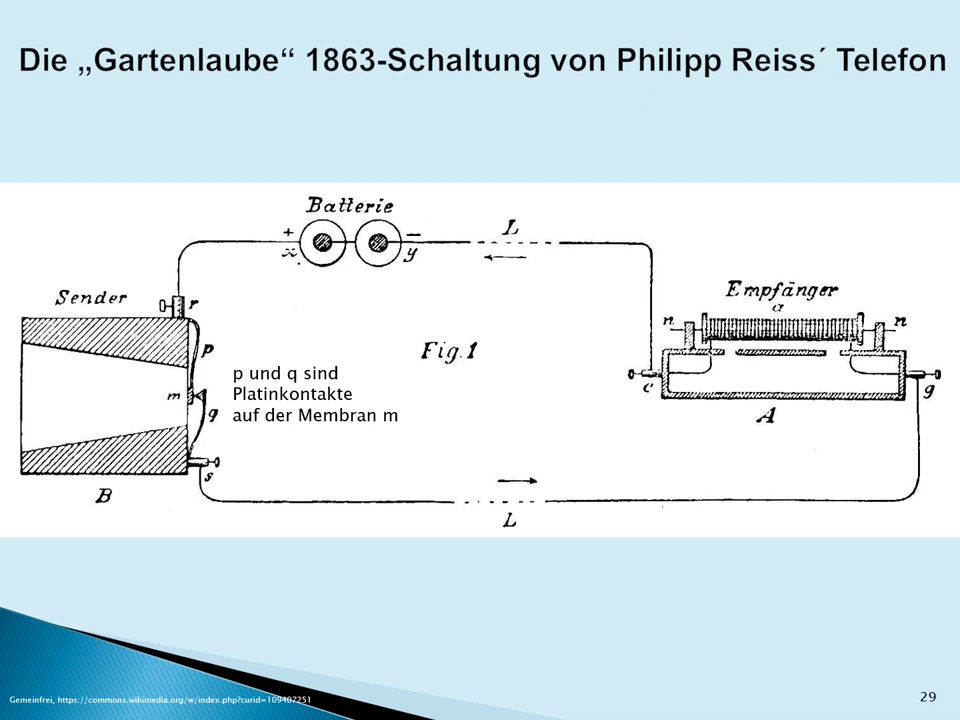 Die „Gartenlaube“ 1863-Schaltung von Philipp Reiss´ Telefon
Batterie
+ −
x y
L
Sender
r
Empfänger
a
n n
p
Fig. 1
p und q sind
Platinkontakte
auf der Membran m
m
q
c g
A
s
B
L
Gemeinfrei, https://commons.wikimedia.org/w/index.php?curid=109407251
29